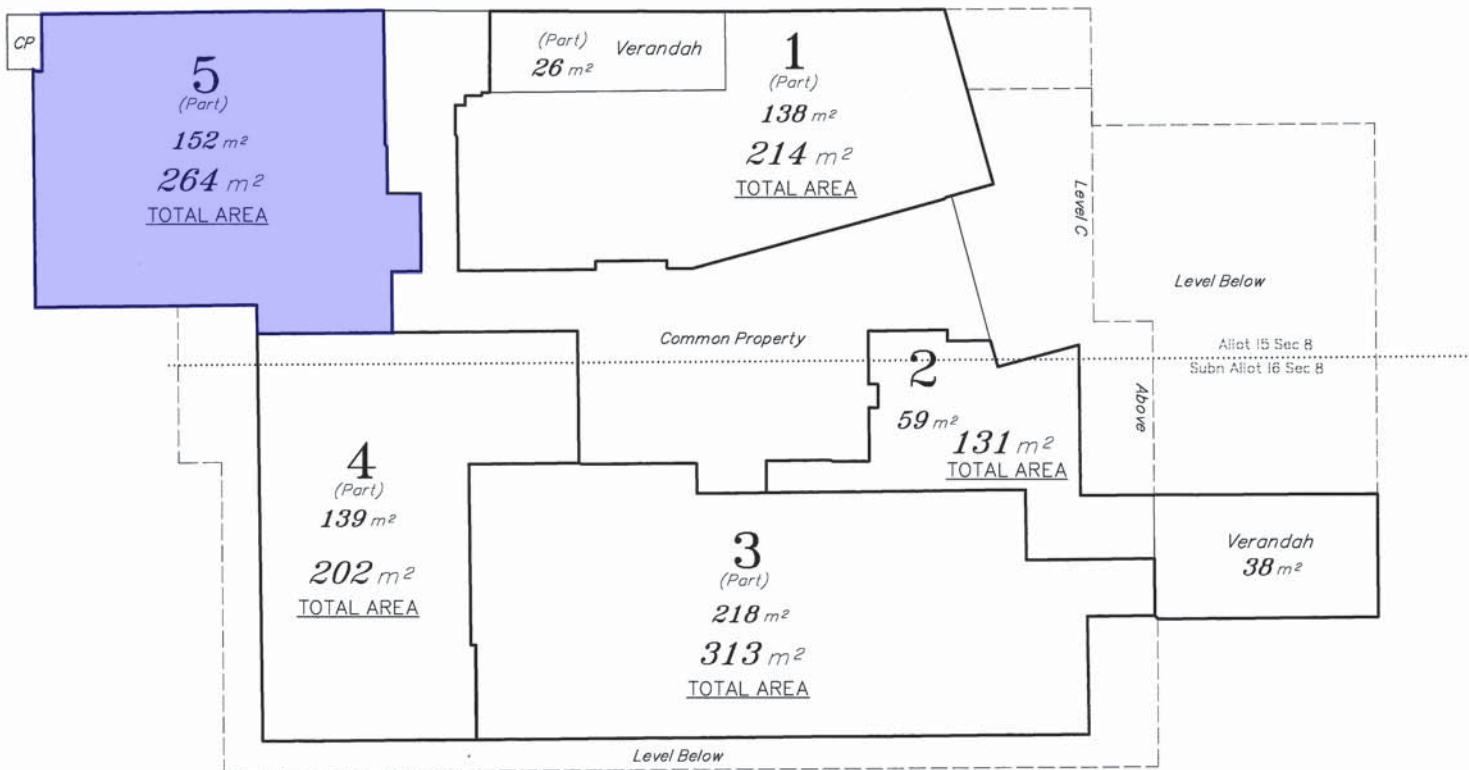 CP
5
(Part)
152 m²
264 m²
TOTAL AREA
(Part) Verandah
26 m²
1
(Part)
138 m²
214 m²
TOTAL AREA
Level C
Level Below
Common Property
Allot 15 Sec 8
Subn Allot 16 Sec 8
2
59 m²
131 m²
TOTAL AREA
Above
4
(Part)
139 m²
202 m²
TOTAL AREA
3
(Part)
218 m²
313 m²
TOTAL AREA
Verandah
38 m²
Level Below